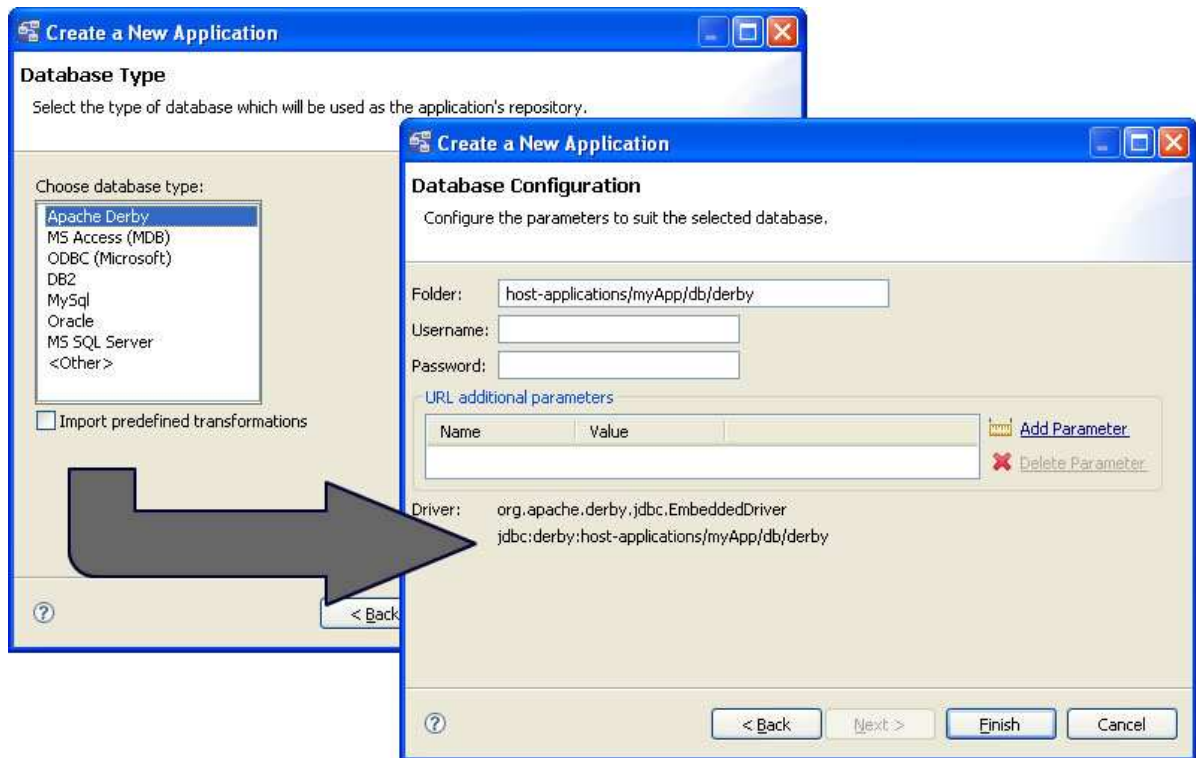 Create a New Application
Database Type
Select the type of database which will be used as the application's repository.
Choose database type:
Apache Derby
MS Access (MDB)
ODBC (Microsoft)
DB2
MySql
Oracle
MS SQL Server
<Other>
Import predefined transformations
< Back
Create a New Application
Database Configuration
Configure the parameters to suit the selected database.
Folder: host-applications/myApp/db/derby
Username:
Password:
URL additional parameters
Name Value
Add Parameter
Delete Parameter
Driver: org.apache.derby.jdbc.EmbeddedDriver
jdbc:derby:host-applications/myApp/db/derby
< Back Next > Finish Cancel